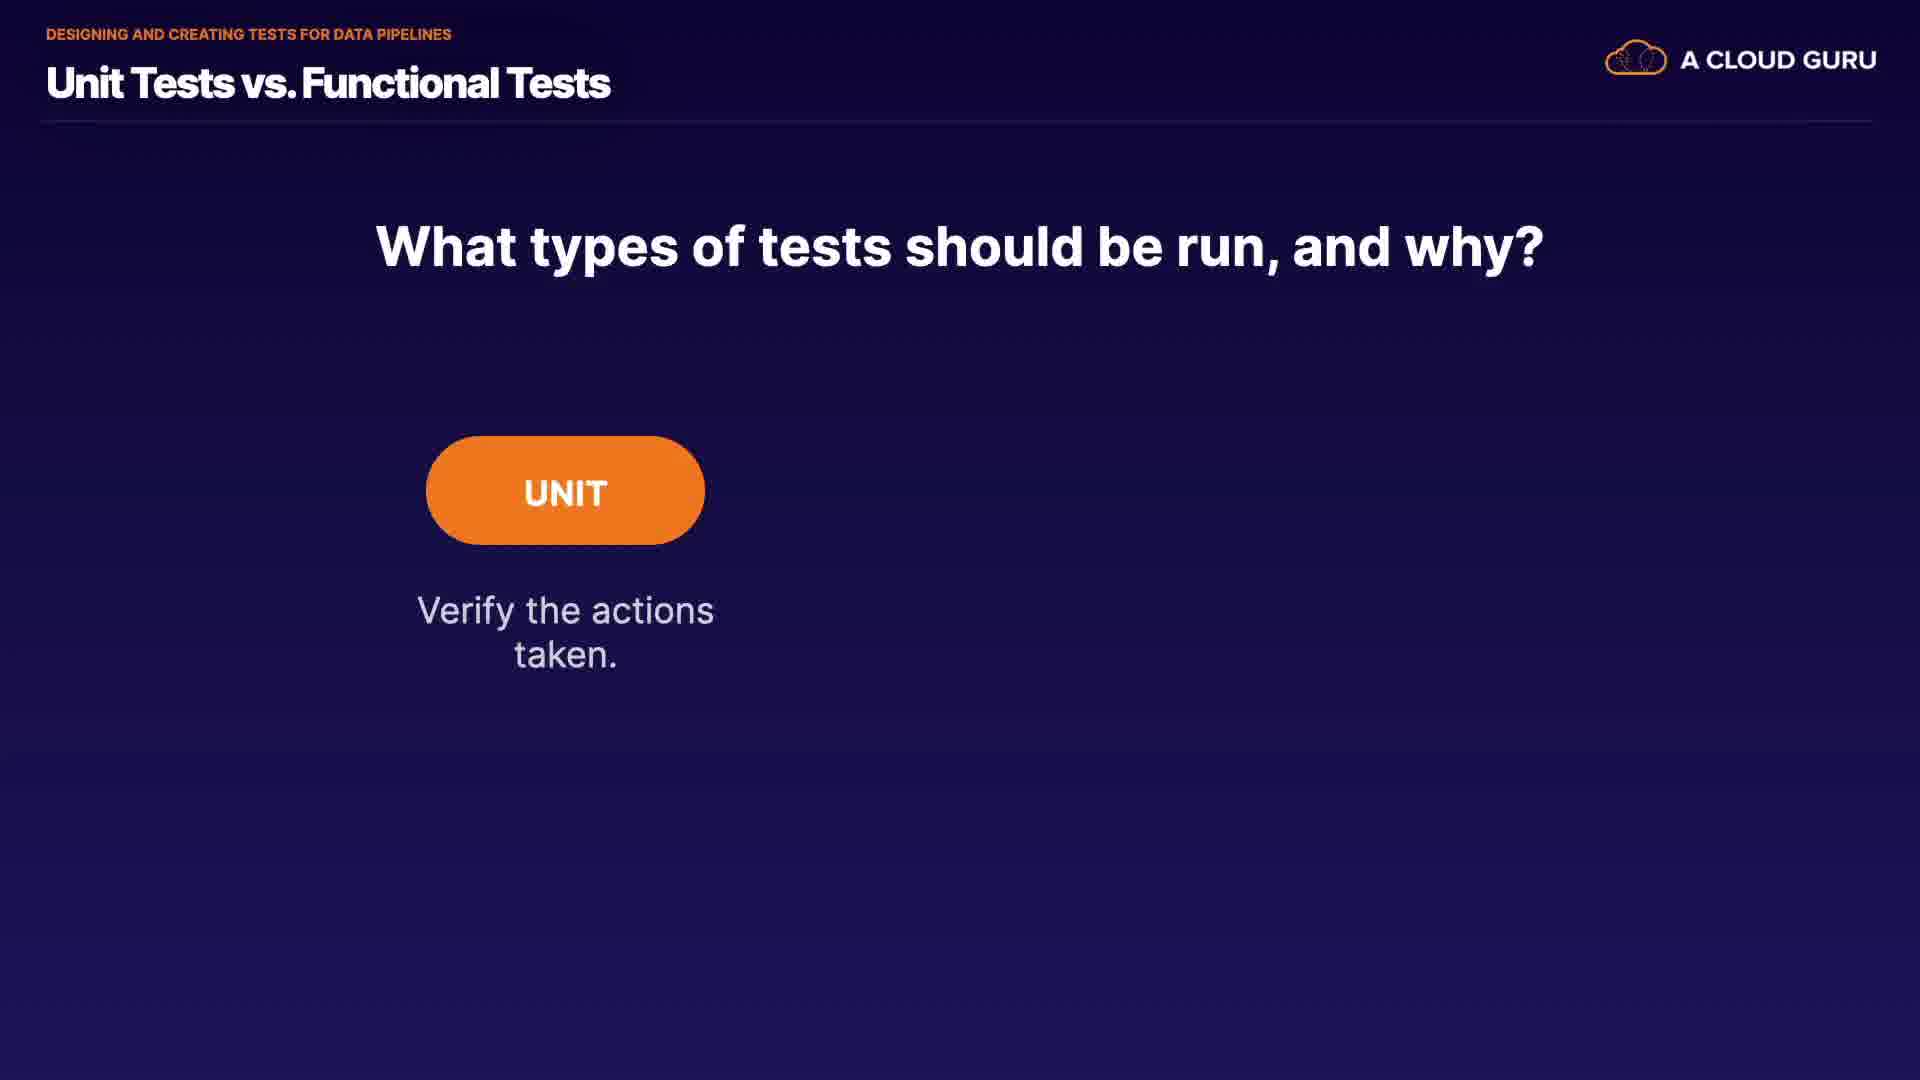 DESIGNING AND CREATING TESTS FOR DATA PIPELINES
Unit Tests vs. Functional Tests
A CLOUD GURU
What types of tests should be run, and why?
UNIT
Verify the actions
taken.